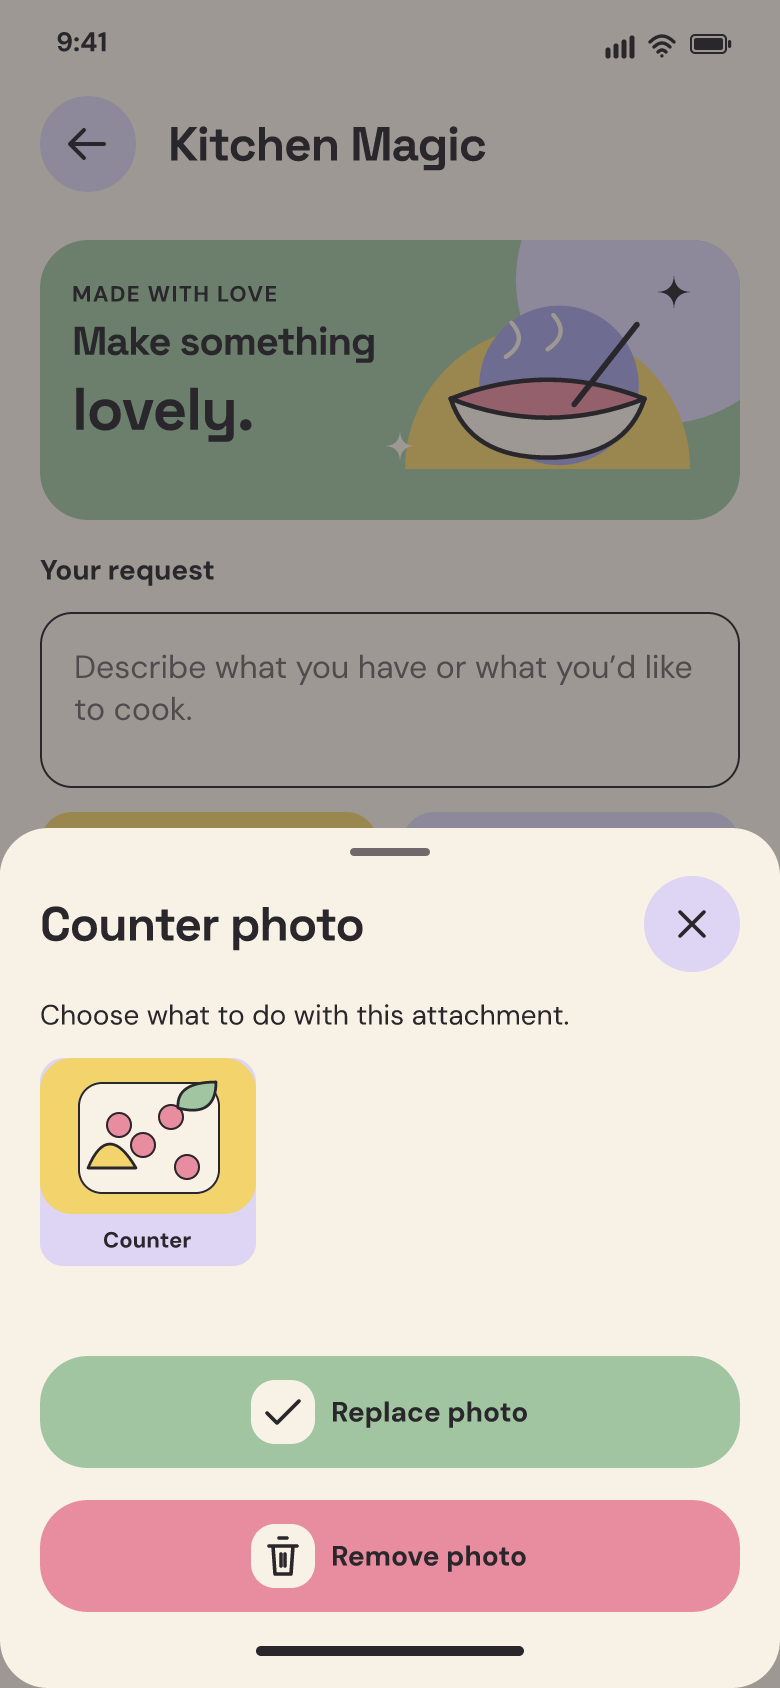 9:41
Kitchen Magic
MADE WITH LOVE
Make something
lovely.
Your request
Describe what you have or what you’d like
to cook.
Counter photo
Choose what to do with this attachment.
Counter
Replace photo
Remove photo